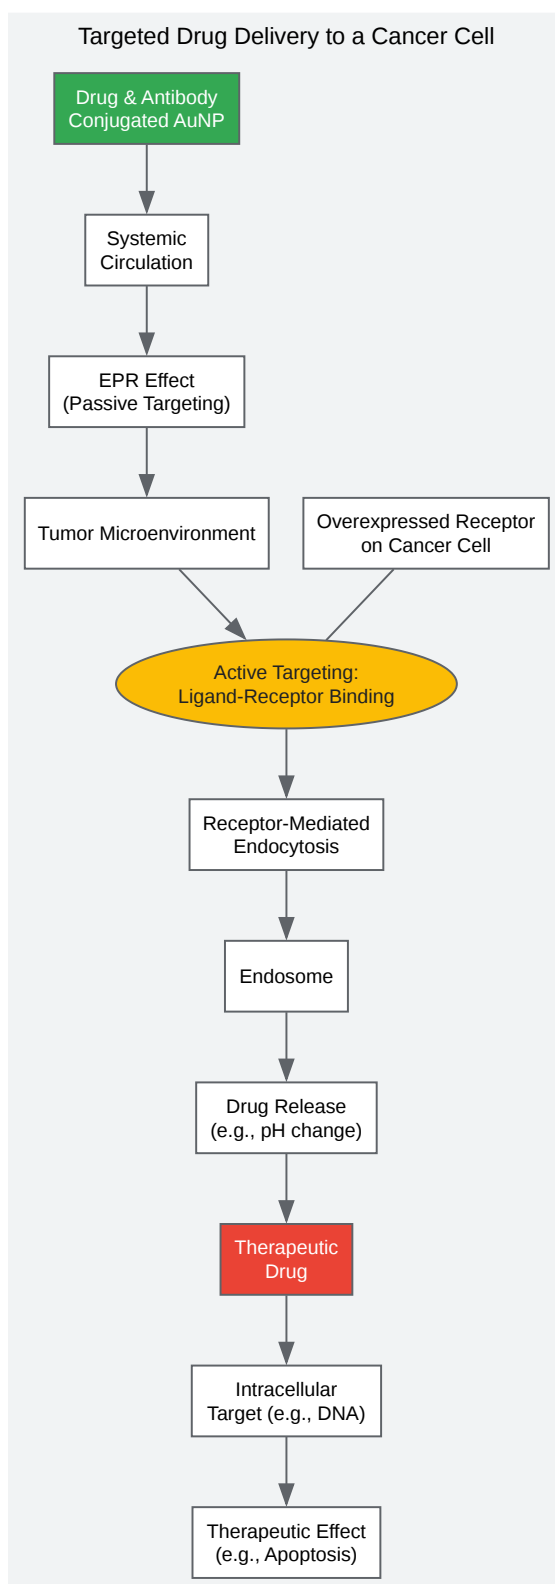 Targeted Drug Delivery to a Cancer Cell
Drug & Antibody
Conjugated AuNP
Systemic
Circulation
EPR Effect
(Passive Targeting)
Tumor Microenvironment
Overexpressed Receptor
on Cancer Cell
Active Targeting:
Ligand-Receptor Binding
Receptor-Mediated
Endocytosis
Endosome
Drug Release
(e.g., pH change)
Therapeutic
Drug
Intracellular
Target (e.g., DNA)
Therapeutic Effect
(e.g., Apoptosis)